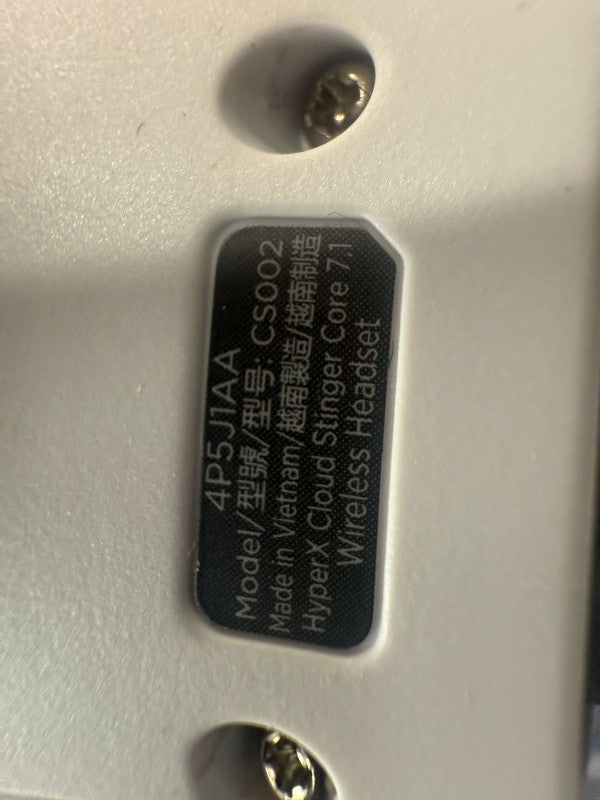 4P5J1AA
Model/型號/型号: CS002
Made in Vietnam/越南製造/越南制造
HyperX Cloud Stinger Core 7.1
Wireless Headset